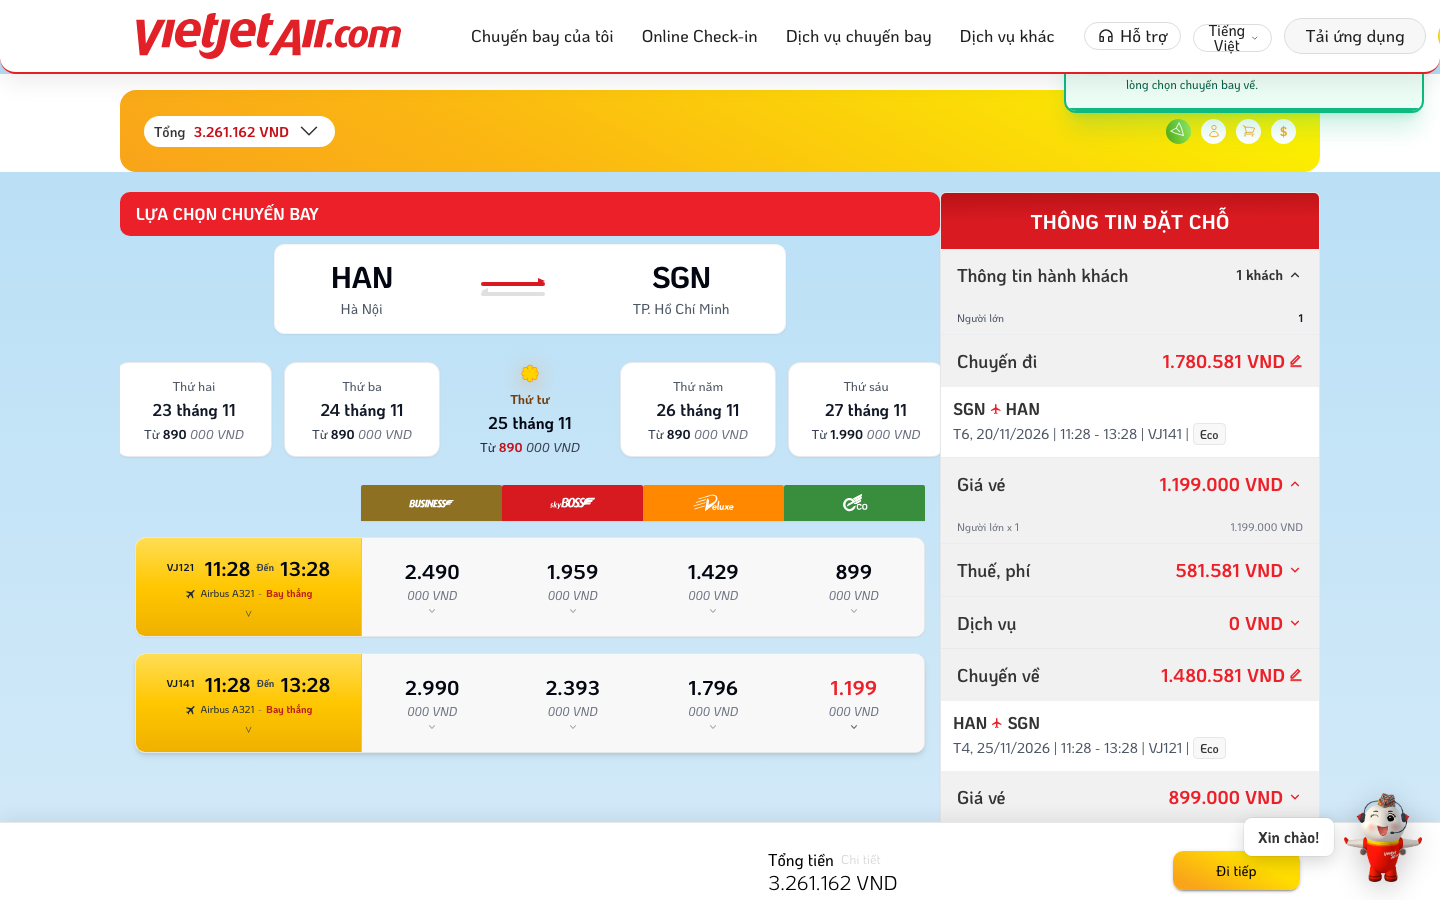 vietjetAir.com
Chuyến bay của tôi
Online Check-in
Dịch vụ chuyến bay
Dịch vụ khác
Hỗ trợ
Tiếng Việt
Tải ứng dụng
lòng chọn chuyến bay về.
Tổng 3.261.162 VND
$
LỰA CHỌN CHUYẾN BAY
HAN
Hà Nội
SGN
TP. Hồ Chí Minh
Thứ hai
23 tháng 11
Từ 890 000 VND
Thứ ba
24 tháng 11
Từ 890 000 VND
Thứ tư
25 tháng 11
Từ 890 000 VND
Thứ năm
26 tháng 11
Từ 890 000 VND
Thứ sáu
27 tháng 11
Từ 1.990 000 VND
BUSINESS
skyBOSS
Deluxe
eco
VJ121 11:28 Đến 13:28
Airbus A321 - Bay thẳng
2.490
000 VND
1.959
000 VND
1.429
000 VND
899
000 VND
VJ141 11:28 Đến 13:28
Airbus A321 - Bay thẳng
2.990
000 VND
2.393
000 VND
1.796
000 VND
1.199
000 VND
THÔNG TIN ĐẶT CHỖ
Thông tin hành khách 1 khách
Người lớn 1
Chuyến đi 1.780.581 VND
SGN HAN
T6, 20/11/2026 | 11:28 - 13:28 | VJ141 | Eco
Giá vé 1.199.000 VND
Người lớn x 1 1.199.000 VND
Thuế, phí 581.581 VND
Dịch vụ 0 VND
Chuyến về 1.480.581 VND
HAN SGN
T4, 25/11/2026 | 11:28 - 13:28 | VJ121 | Eco
Giá vé 899.000 VND
Tổng tiền Chi tiết
3.261.162 VND
Đi tiếp
Xin chào!